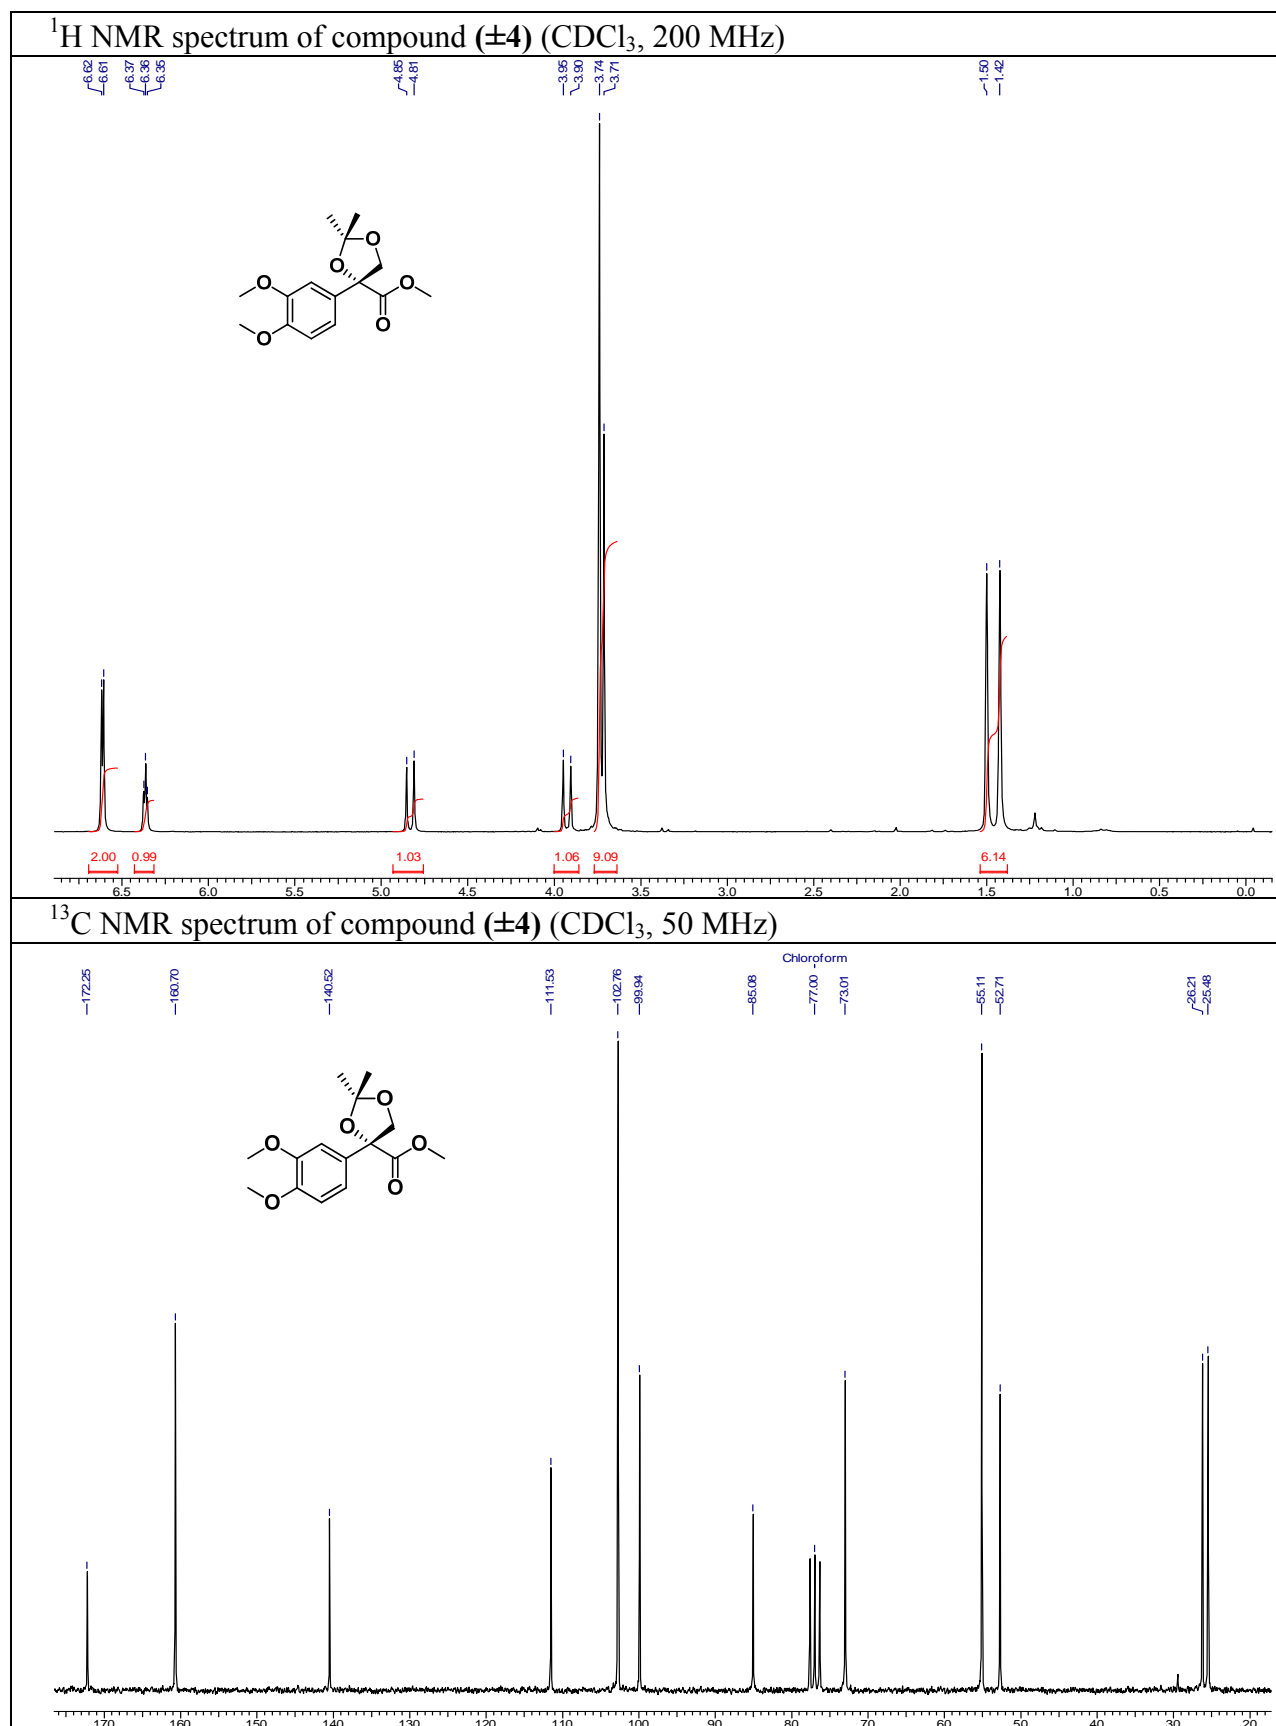 ¹H NMR spectrum of compound (±4) (CDCl₃, 200 MHz)
6.62 6.61 6.37 6.36 6.35 4.85 4.81 3.95 3.90 3.74 3.71 1.50 1.42
O
O
O
O
O
O
2.00 0.99 1.03 1.06 9.09 6.14
6.5 6.0 5.5 5.0 4.5 4.0 3.5 3.0 2.5 2.0 1.5 1.0 0.5 0.0
¹³C NMR spectrum of compound (±4) (CDCl₃, 50 MHz)
Chloroform
172.25 160.70 140.52 111.53 102.76 99.94 85.08 77.00 73.01 55.11 52.71 26.21 25.48
O
O
O
O
O
O
170 160 150 140 130 120 110 100 90 80 70 60 50 40 30 20